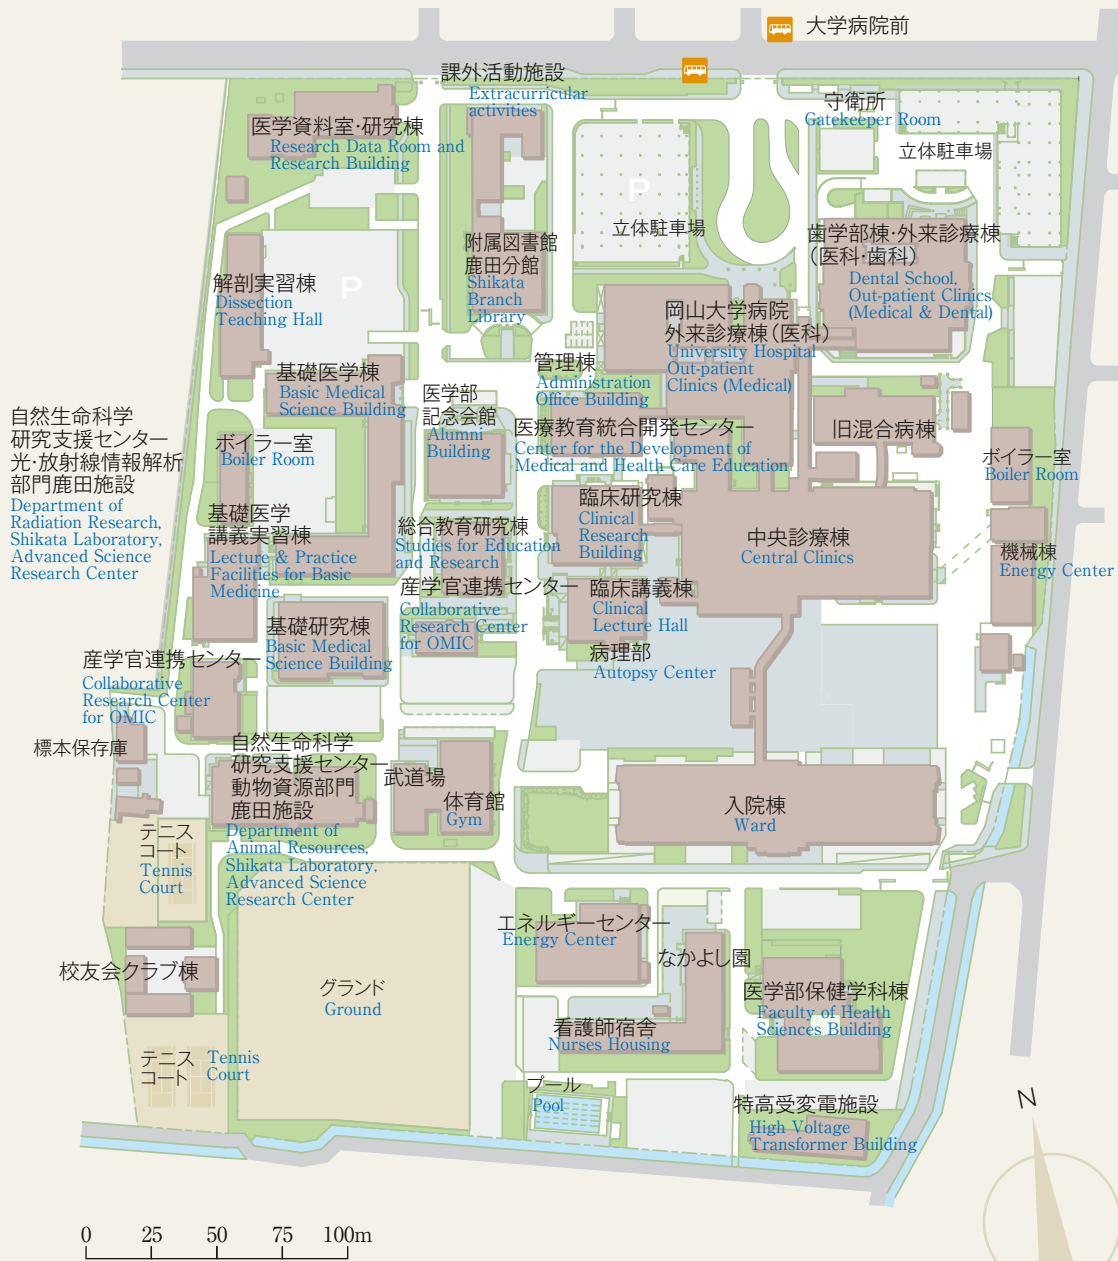 大学病院前
課外活動施設
Extracurricular
activities
守衛所
Gatekeeper Room
医学資料室・研究棟
Research Data Room and
Research Building
立体駐車場
P
立体駐車場
附属図書館
鹿田分館
Shikata
Branch
Library
歯学部棟・外来診療棟
（医科・歯科）
Dental School,
Out-patient Clinics
(Medical & Dental)
解剖実習棟
Dissection
Teaching Hall
P
岡山大学病院
外来診療棟（医科）
University Hospital
Out-patient
Clinics (Medical)
基礎医学棟
Basic Medical
Science Building
管理棟
Administration
Office Building
医学部
記念会館
Alumni
Building
医療教育統合開発センター
Center for the Development of
Medical and Health Care Education
旧混合病棟
自然生命科学
研究支援センター
光・放射線情報解析
部門鹿田施設
Department of
Radiation Research,
Shikata Laboratory,
Advanced Science
Research Center
ボイラー室
Boiler Room
ボイラー室
Boiler Room
基礎医学
講義実習棟
Lecture & Practice
Facilities for Basic
Medicine
総合教育研究棟
Studies for Education
and Research
臨床研究棟
Clinical
Research
Building
中央診療棟
Central Clinics
機械棟
Energy Center
産学官連携センター
Collaborative
Research Center
for OMIC
臨床講義棟
Clinical
Lecture Hall
基礎研究棟
Basic Medical
Science Building
病理部
Autopsy Center
産学官連携センター
Collaborative
Research Center
for OMIC
標本保存庫
自然生命科学
研究支援センター
動物資源部門
鹿田施設
Department of
Animal Resources,
Shikata Laboratory,
Advanced Science
Research Center
武道場
体育館
Gym
入院棟
Ward
テニス
コート
Tennis
Court
エネルギーセンター
Energy Center
なかよし園
校友会クラブ棟
グランド
Ground
医学部保健学科棟
Faculty of Health
Sciences Building
看護師宿舎
Nurses Housing
テニス
コート
Tennis
Court
プール
Pool
特高受変電施設
High Voltage
Transformer Building
N
0 25 50 75 100m